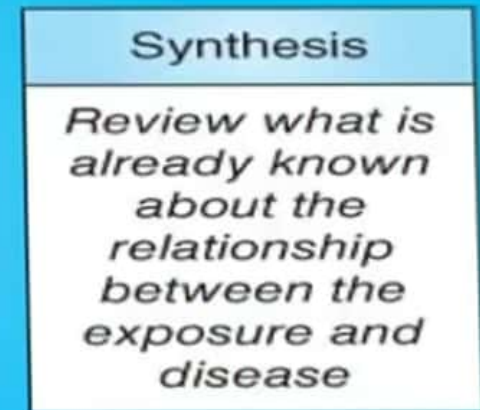 Synthesis
Review what is
already known
about the
relationship
between the
exposure and
disease